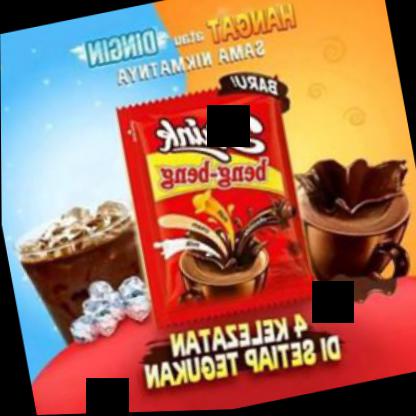 HANGAT atau DINGIN
SAMA NIKMATNYA
BARU!
beng-beng
4 KELEZATAN
DI SETIAP TEGUKAN